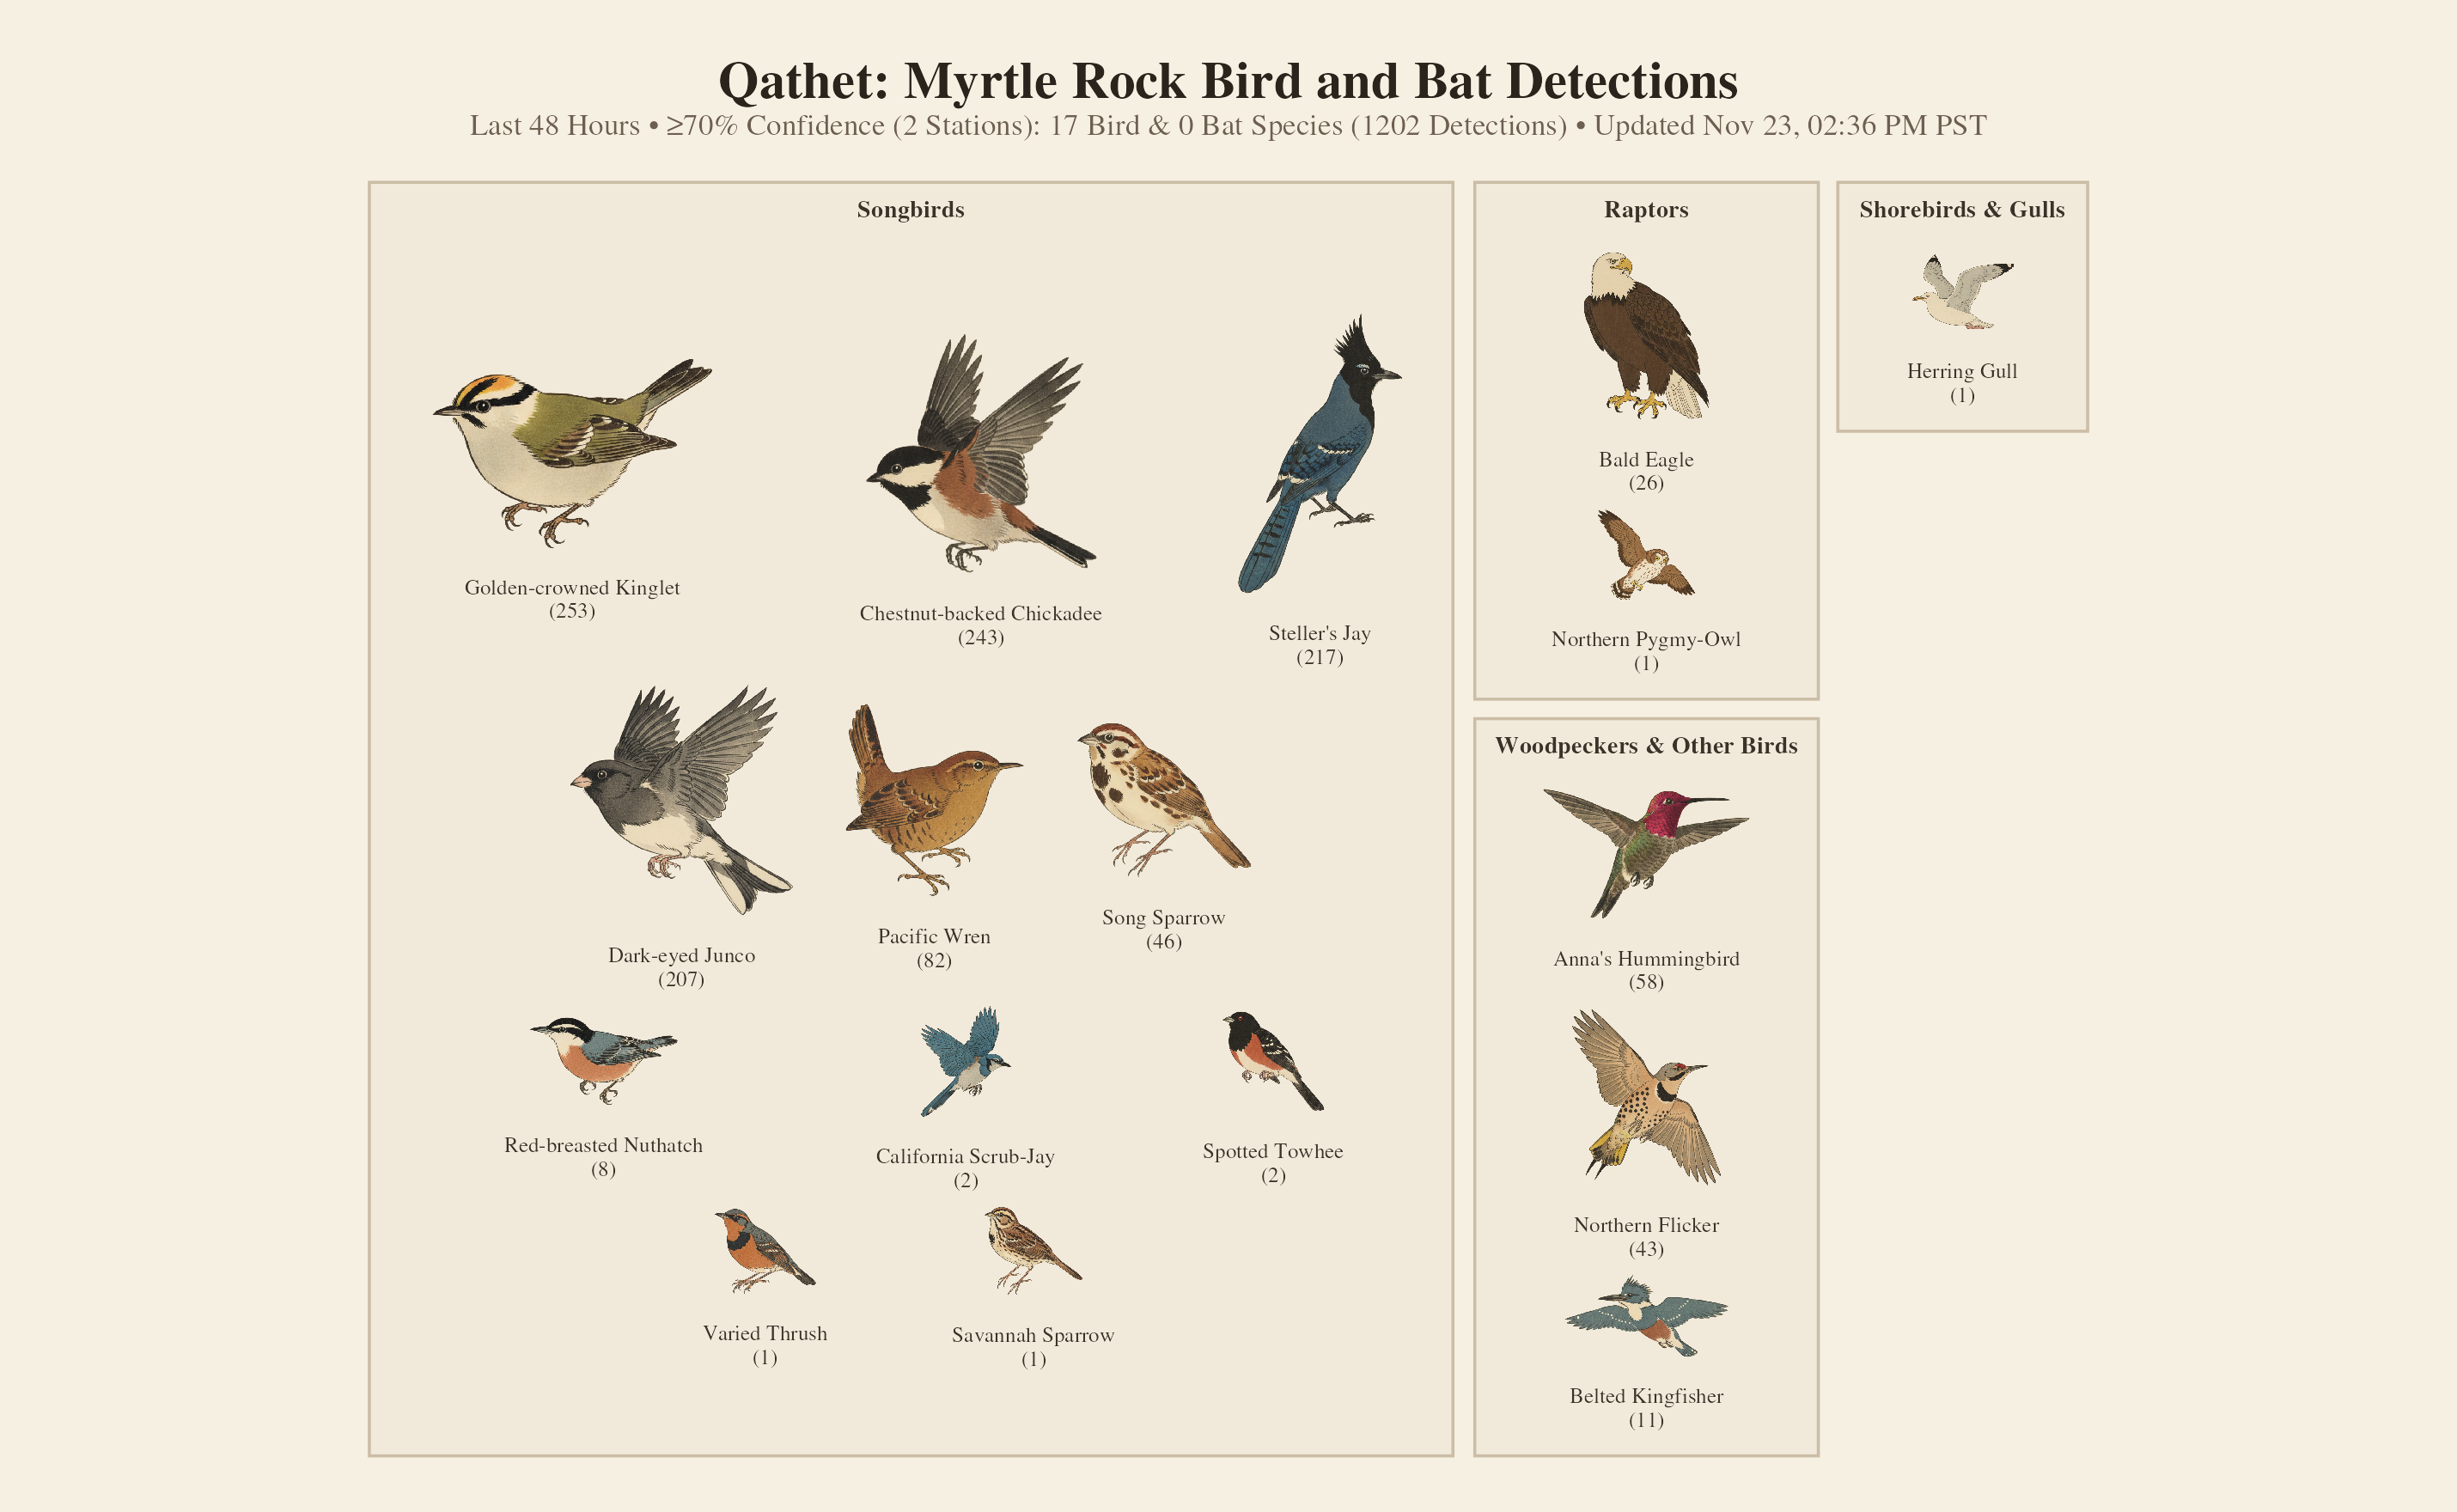 Qathet: Myrtle Rock Bird and Bat Detections
Last 48 Hours • ≥70% Confidence (2 Stations): 17 Bird & 0 Bat Species (1202 Detections) • Updated Nov 23, 02:36 PM PST
Songbirds
Golden-crowned Kinglet
(253)
Chestnut-backed Chickadee
(243)
Steller's Jay
(217)
Dark-eyed Junco
(207)
Pacific Wren
(82)
Song Sparrow
(46)
Red-breasted Nuthatch
(8)
California Scrub-Jay
(2)
Spotted Towhee
(2)
Varied Thrush
(1)
Savannah Sparrow
(1)
Raptors
Bald Eagle
(26)
Northern Pygmy-Owl
(1)
Woodpeckers & Other Birds
Anna's Hummingbird
(58)
Northern Flicker
(43)
Belted Kingfisher
(11)
Shorebirds & Gulls
Herring Gull
(1)